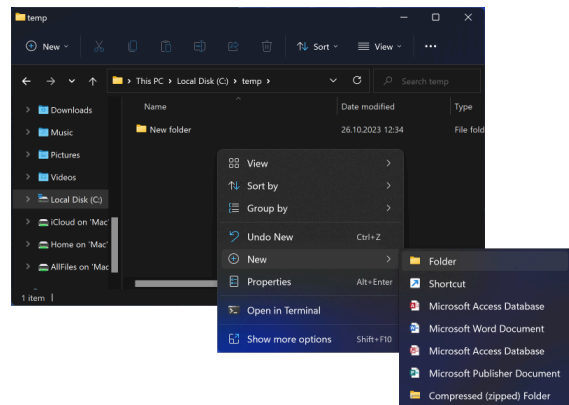 temp
New
Sort
View
This PC > Local Disk (C:) > temp >
Search temp
Name
Date modified
Type
Downloads
Music
Pictures
Videos
Local Disk (C:)
iCloud on 'Mac'
Home on 'Mac'
AllFiles on 'Mac
New folder
26.10.2023 12:34
File fold
1 item
View
Sort by
Group by
Undo New Ctrl+Z
New
Properties Alt+Enter
Open in Terminal
Show more options Shift+F10
Folder
Shortcut
Microsoft Access Database
Microsoft Word Document
Microsoft Access Database
Microsoft Publisher Document
Compressed (zipped) Folder